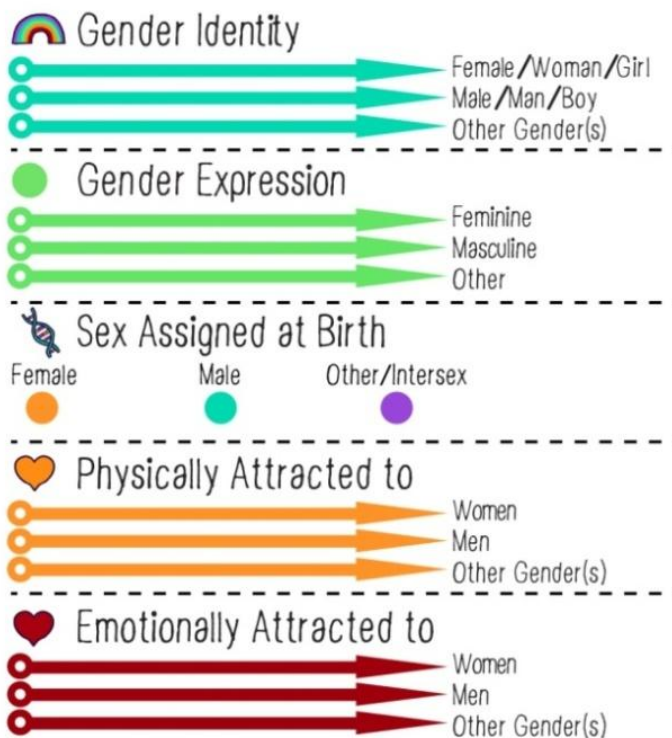 Gender Identity
Female/Woman/Girl
Male/Man/Boy
Other Gender(s)
Gender Expression
Feminine
Masculine
Other
Sex Assigned at Birth
Female Male Other/Intersex
Physically Attracted to
Women
Men
Other Gender(s)
Emotionally Attracted to
Women
Men
Other Gender(s)